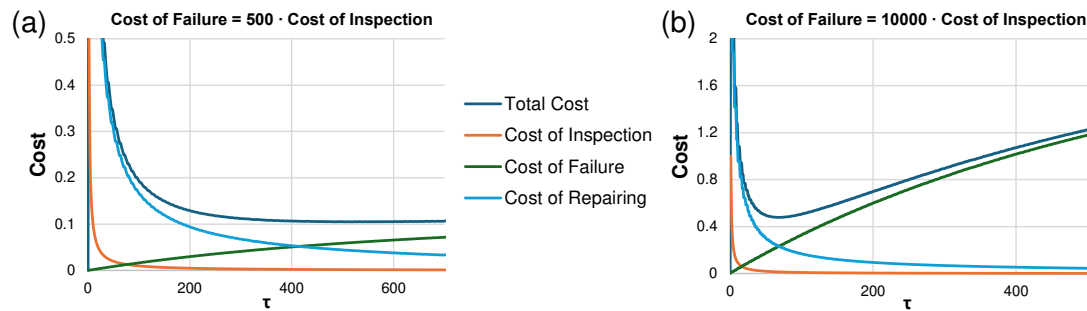 (a)
Cost of Failure = 500 · Cost of Inspection
0.5
0.4
0.3
0.2
0.1
0
Cost
0
200
400
600
τ
Total Cost
Cost of Inspection
Cost of Failure
Cost of Repairing
(b)
Cost of Failure = 10000 · Cost of Inspection
2
1.6
1.2
0.8
0.4
0
Cost
0
200
400
τ